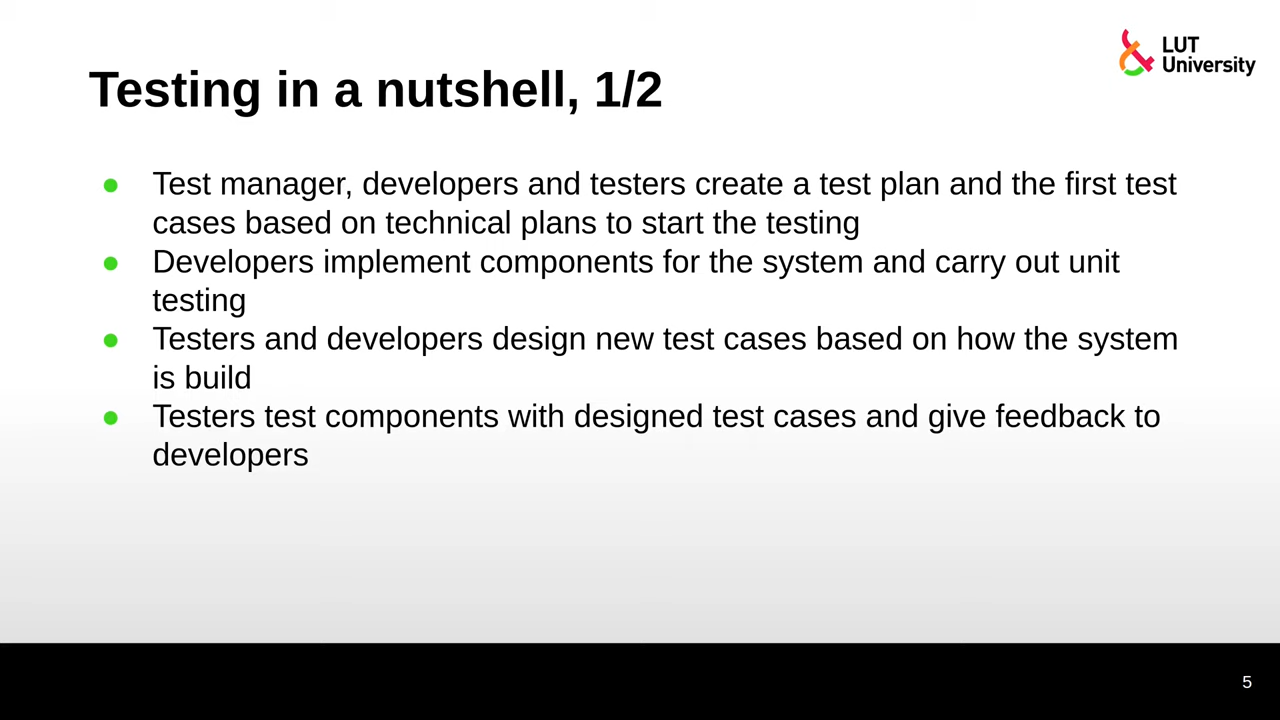 LUT
University
Testing in a nutshell, 1/2
● Test manager, developers and testers create a test plan and the first test
cases based on technical plans to start the testing
● Developers implement components for the system and carry out unit
testing
● Testers and developers design new test cases based on how the system
is build
● Testers test components with designed test cases and give feedback to
developers
5